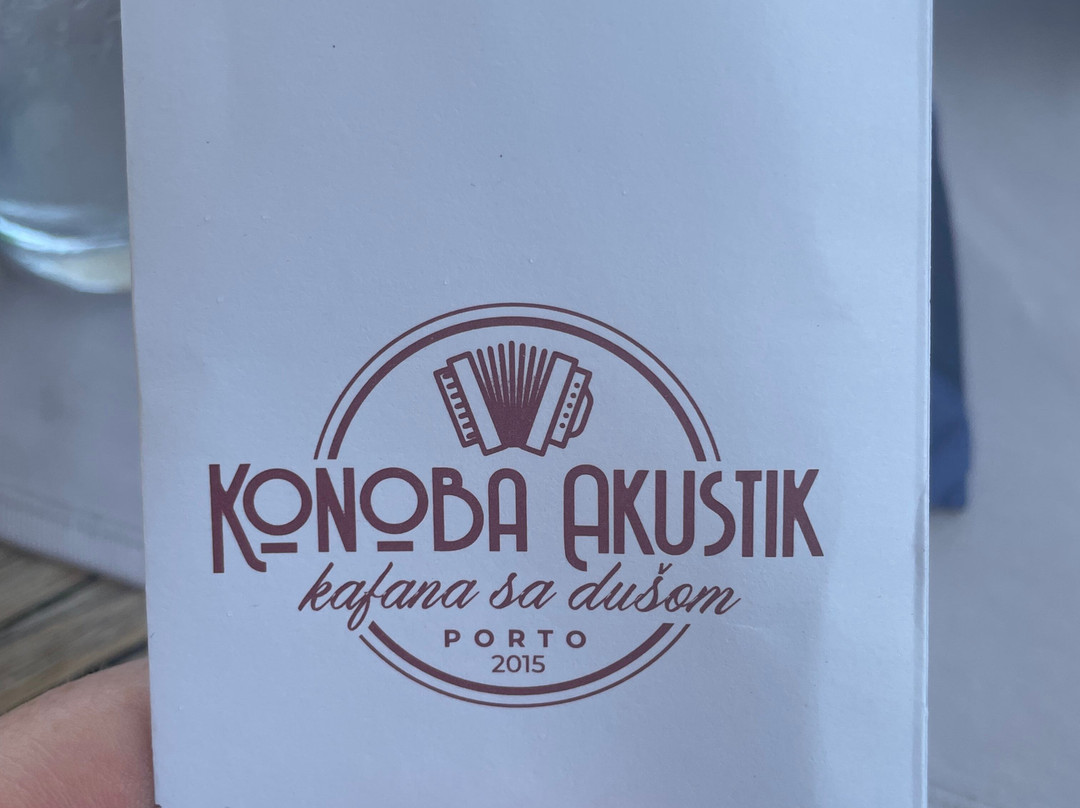 KONOBA AKUSTIK
kafana sa dušom
PORTO
2015